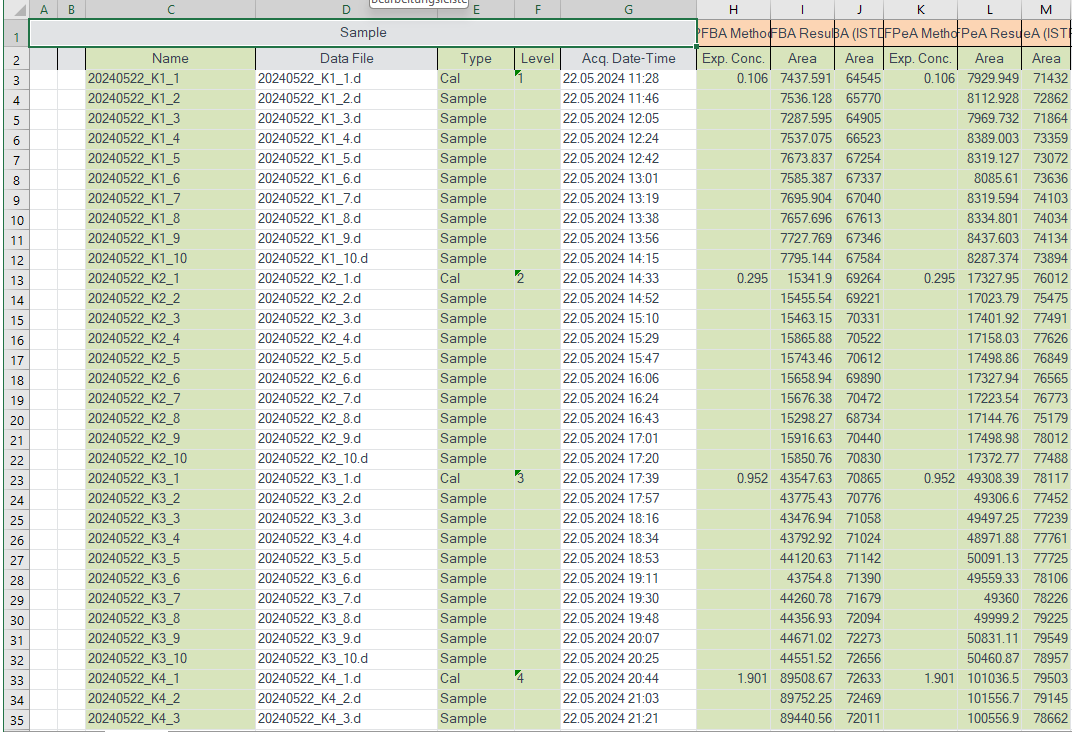 Bearbeitungsleiste
A B C D E F G H I J K L M
1 Sample PFBA Method FBA Resul BA (ISTD FPeA Metho FPeA Resu eA (ISTD
2 Name Data File Type Level Acq. Date-Time Exp. Conc. Area Area Exp. Conc. Area Area
3 20240522_K1_1 20240522_K1_1.d Cal 1 22.05.2024 11:28 0.106 7437.591 64545 0.106 7929.949 71432
4 20240522_K1_2 20240522_K1_2.d Sample 22.05.2024 11:46 7536.128 65770 8112.928 72862
5 20240522_K1_3 20240522_K1_3.d Sample 22.05.2024 12:05 7287.595 64905 7969.732 71864
6 20240522_K1_4 20240522_K1_4.d Sample 22.05.2024 12:24 7537.075 66523 8389.003 73359
7 20240522_K1_5 20240522_K1_5.d Sample 22.05.2024 12:42 7673.837 67254 8319.127 73072
8 20240522_K1_6 20240522_K1_6.d Sample 22.05.2024 13:01 7585.387 67337 8085.61 73636
9 20240522_K1_7 20240522_K1_7.d Sample 22.05.2024 13:19 7695.904 67040 8319.594 74103
10 20240522_K1_8 20240522_K1_8.d Sample 22.05.2024 13:38 7657.696 67613 8334.801 74034
11 20240522_K1_9 20240522_K1_9.d Sample 22.05.2024 13:56 7727.769 67346 8437.603 74134
12 20240522_K1_10 20240522_K1_10.d Sample 22.05.2024 14:15 7795.144 67584 8287.374 73894
13 20240522_K2_1 20240522_K2_1.d Cal 2 22.05.2024 14:33 0.295 15341.9 69264 0.295 17327.95 76012
14 20240522_K2_2 20240522_K2_2.d Sample 22.05.2024 14:52 15455.54 69221 17023.79 75475
15 20240522_K2_3 20240522_K2_3.d Sample 22.05.2024 15:10 15463.15 70331 17401.92 77491
16 20240522_K2_4 20240522_K2_4.d Sample 22.05.2024 15:29 15865.88 70522 17158.03 77626
17 20240522_K2_5 20240522_K2_5.d Sample 22.05.2024 15:47 15743.46 70612 17498.86 76849
18 20240522_K2_6 20240522_K2_6.d Sample 22.05.2024 16:06 15658.94 69890 17327.94 76565
19 20240522_K2_7 20240522_K2_7.d Sample 22.05.2024 16:24 15676.38 70472 17223.54 76773
20 20240522_K2_8 20240522_K2_8.d Sample 22.05.2024 16:43 15298.27 68734 17144.76 75179
21 20240522_K2_9 20240522_K2_9.d Sample 22.05.2024 17:01 15916.63 70440 17498.98 78012
22 20240522_K2_10 20240522_K2_10.d Sample 22.05.2024 17:20 15850.76 70830 17372.77 77488
23 20240522_K3_1 20240522_K3_1.d Cal 3 22.05.2024 17:39 0.952 43547.63 70865 0.952 49308.39 78117
24 20240522_K3_2 20240522_K3_2.d Sample 22.05.2024 17:57 43775.43 70776 49306.6 77452
25 20240522_K3_3 20240522_K3_3.d Sample 22.05.2024 18:16 43476.94 71058 49497.25 77239
26 20240522_K3_4 20240522_K3_4.d Sample 22.05.2024 18:34 43792.92 71024 48971.88 77761
27 20240522_K3_5 20240522_K3_5.d Sample 22.05.2024 18:53 44120.63 71142 50091.13 77725
28 20240522_K3_6 20240522_K3_6.d Sample 22.05.2024 19:11 43754.8 71390 49559.33 78106
29 20240522_K3_7 20240522_K3_7.d Sample 22.05.2024 19:30 44260.78 71679 49360 78226
30 20240522_K3_8 20240522_K3_8.d Sample 22.05.2024 19:48 44356.93 72094 49999.2 79225
31 20240522_K3_9 20240522_K3_9.d Sample 22.05.2024 20:07 44671.02 72273 50831.11 79549
32 20240522_K3_10 20240522_K3_10.d Sample 22.05.2024 20:25 44551.52 72656 50460.87 78957
33 20240522_K4_1 20240522_K4_1.d Cal 4 22.05.2024 20:44 1.901 89508.67 72633 1.901 101036.5 79503
34 20240522_K4_2 20240522_K4_2.d Sample 22.05.2024 21:03 89752.25 72469 101556.7 79145
35 20240522_K4_3 20240522_K4_3.d Sample 22.05.2024 21:21 89440.56 72011 100556.9 78662